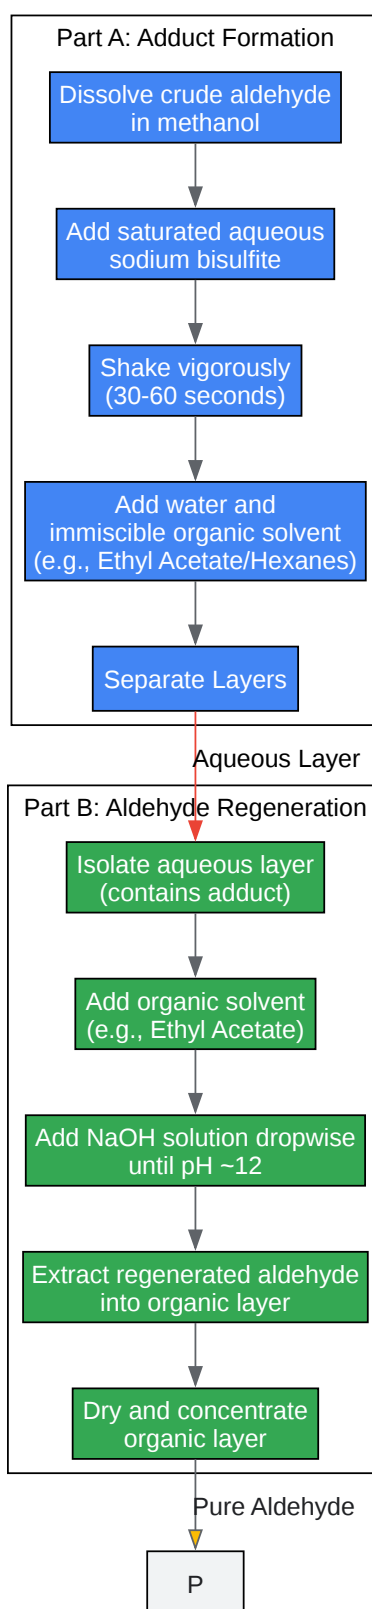 Part A: Adduct Formation
Dissolve crude aldehyde
in methanol
Add saturated aqueous
sodium bisulfite
Shake vigorously
(30-60 seconds)
Add water and
immiscible organic solvent
(e.g., Ethyl Acetate/Hexanes)
Separate Layers
Aqueous Layer
Part B: Aldehyde Regeneration
Isolate aqueous layer
(contains adduct)
Add organic solvent
(e.g., Ethyl Acetate)
Add NaOH solution dropwise
until pH ~12
Extract regenerated aldehyde
into organic layer
Dry and concentrate
organic layer
Pure Aldehyde
P